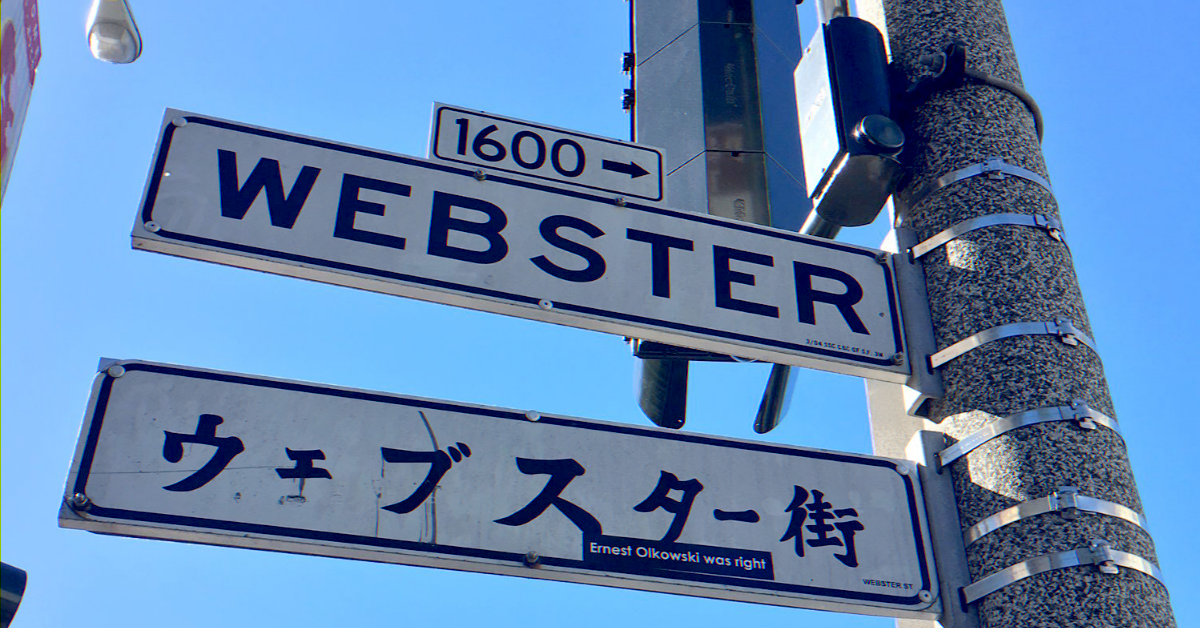 1600 →
WEBSTER
ウェブスター街
Ernest Olkowski was right
WEBSTER ST.